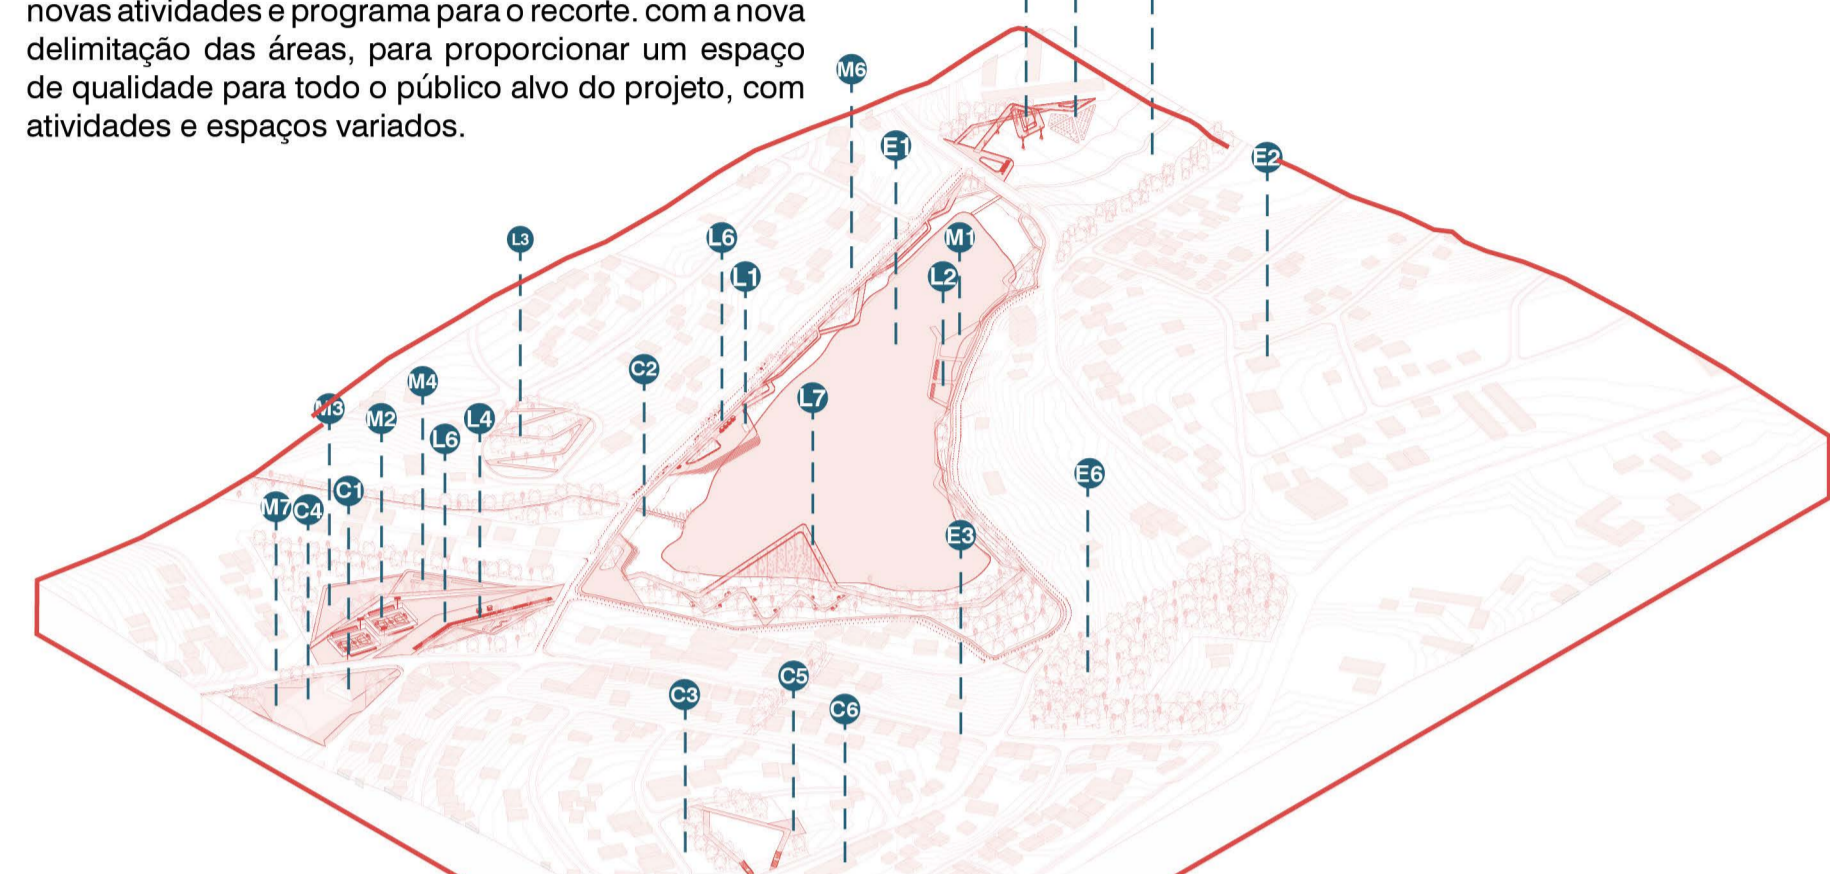 novas atividades e programa para o recorte. com a nova
delimitação das áreas, para proporcionar um espaço
de qualidade para todo o público alvo do projeto, com
atividades e espaços variados.
M6
E1
E2
L3
L6
M1
L1
L2
C2
M4
L7
M3
M2
L4
L6
E6
C1
M7
C4
E3
C5
C3
C6